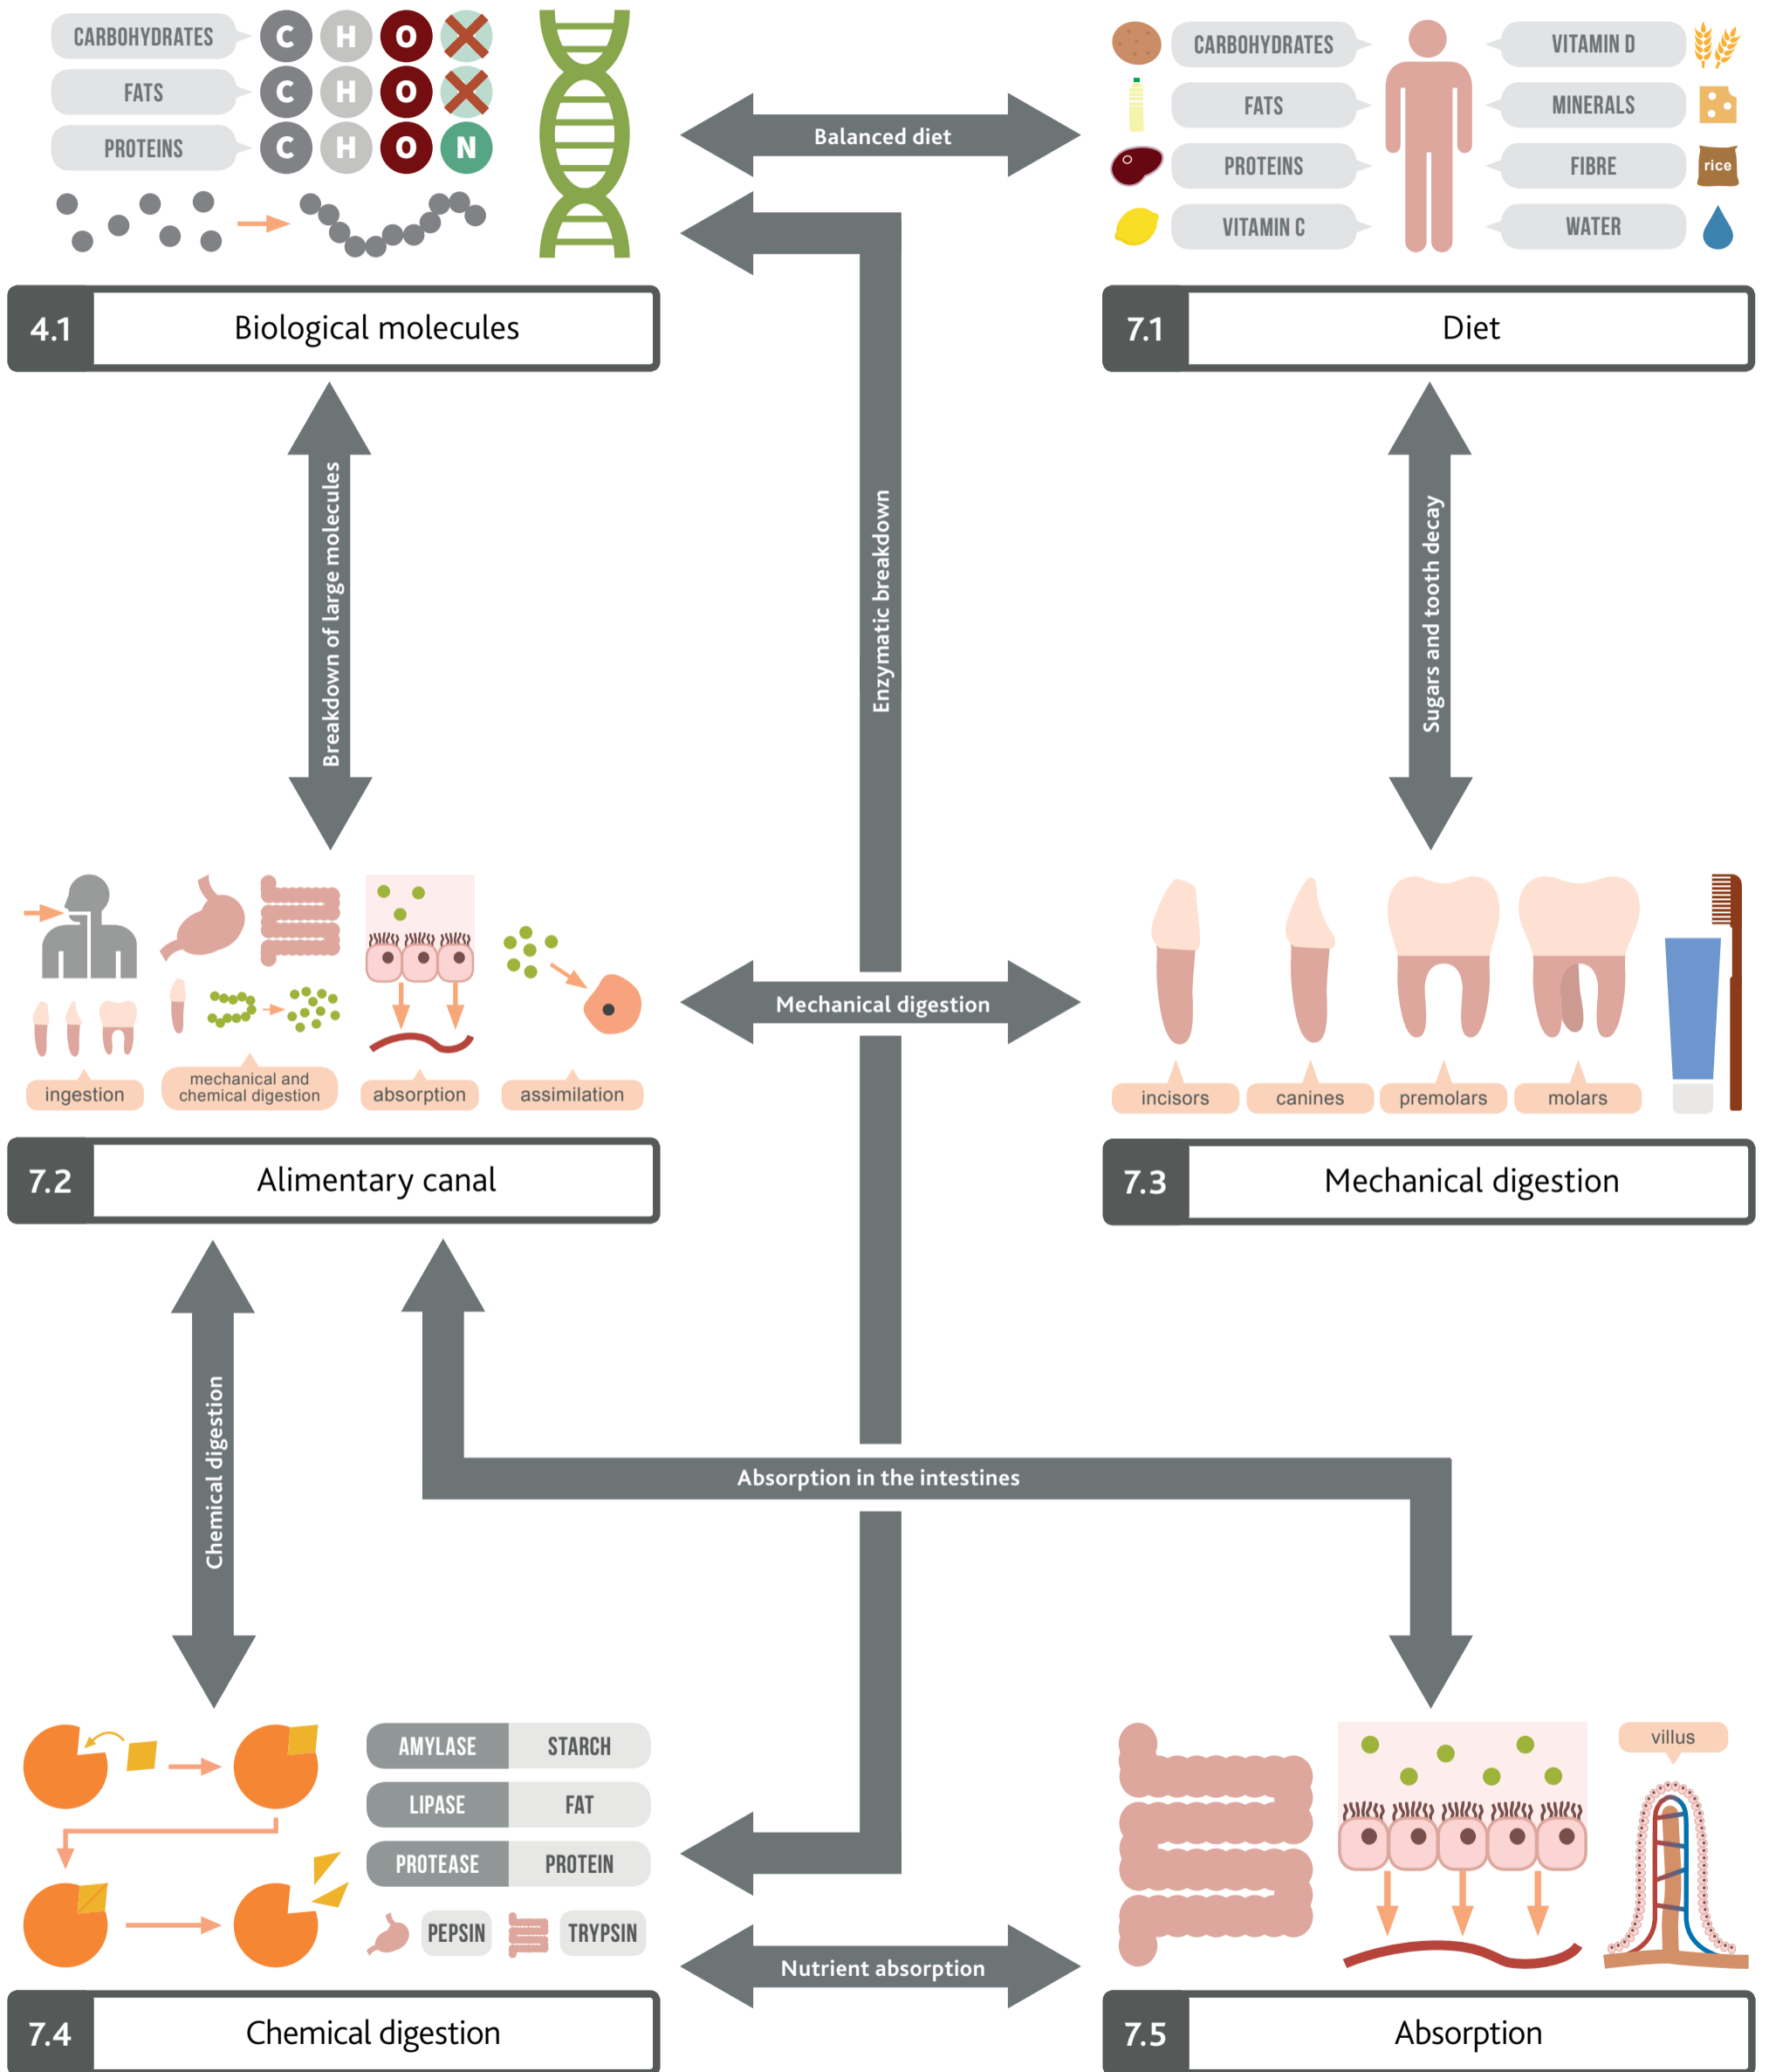 CARBOHYDRATES
C H O
FATS
C H O
PROTEINS
C H O N
4.1
Biological molecules
Balanced diet
CARBOHYDRATES
VITAMIN D
FATS
MINERALS
PROTEINS
FIBRE
rice
VITAMIN C
WATER
7.1
Diet
Breakdown of large molecules
Enzymatic breakdown
Sugars and tooth decay
ingestion
mechanical and
chemical digestion
absorption
assimilation
7.2
Alimentary canal
Mechanical digestion
incisors
canines
premolars
molars
7.3
Mechanical digestion
Chemical digestion
Absorption in the intestines
AMYLASE
STARCH
LIPASE
FAT
PROTEASE
PROTEIN
PEPSIN
TRYPSIN
7.4
Chemical digestion
Nutrient absorption
villus
7.5
Absorption